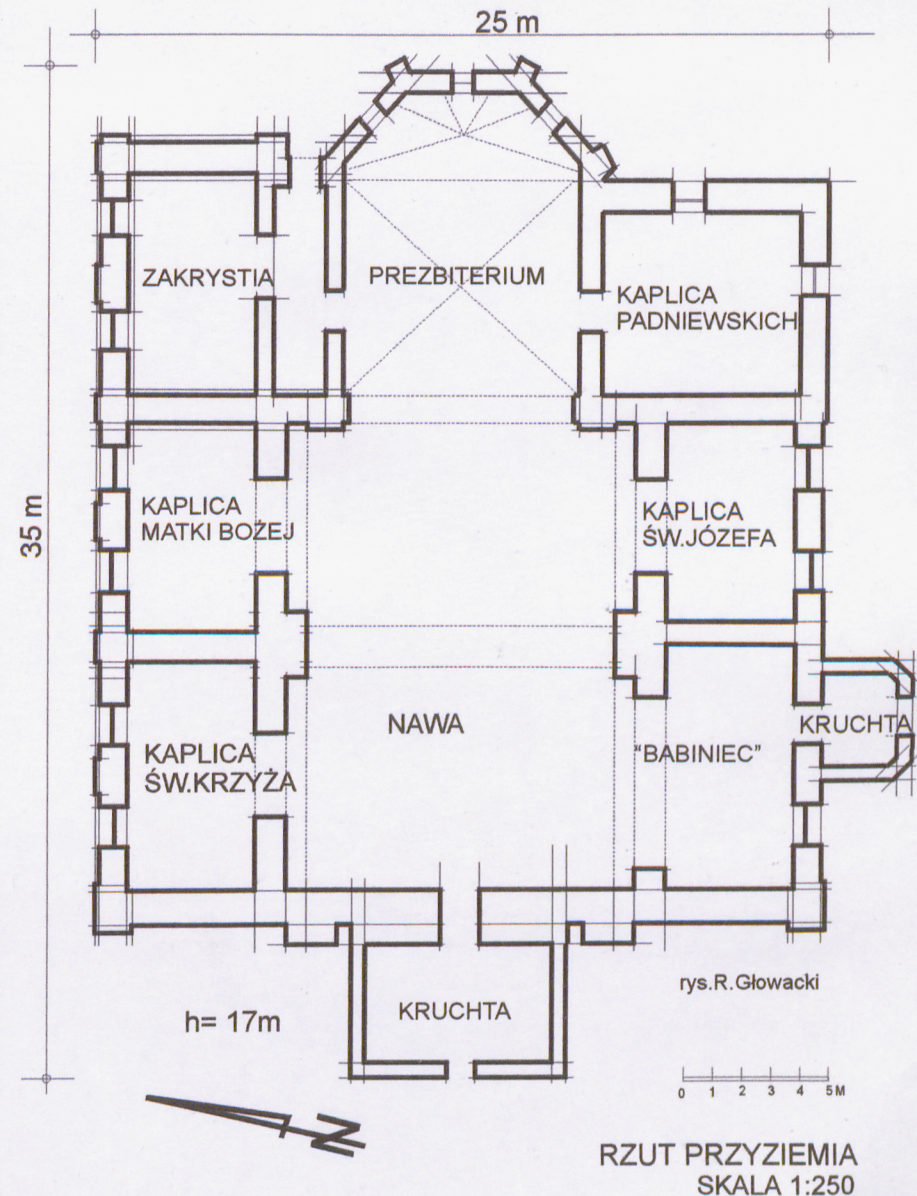 25 m
35 m
ZAKRYSTIA
PREZBITERIUM
KAPLICA
PADNIEWSKICH
KAPLICA
MATKI BOŻEJ
KAPLICA
ŚW.JÓZEFA
NAWA
KAPLICA
ŚW.KRZYŻA
"BABINIEC"
KRUCHTA
KRUCHTA
rys.R.Głowacki
h= 17m
N
0 1 2 3 4 5M
RZUT PRZYZIEMIA
SKALA 1:250